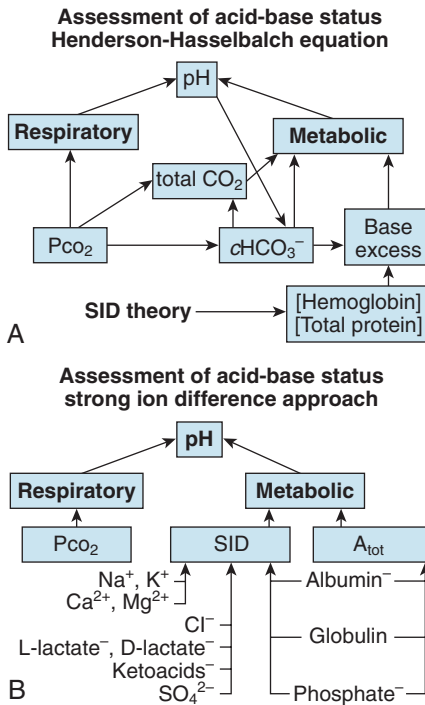 Assessment of acid-base status
Henderson-Hasselbalch equation
pH
Respiratory
Metabolic
total CO₂
Pco₂
cHCO₃⁻
Base
excess
SID theory
[Hemoglobin]
[Total protein]
A
Assessment of acid-base status
strong ion difference approach
pH
Respiratory
Metabolic
Pco₂
SID
Atot
Na⁺, K⁺
Ca²⁺, Mg²⁺
Albumin⁻
Cl⁻
L-lactate⁻, D-lactate⁻
Globulin
Ketoacids⁻
SO₄²⁻
Phosphate⁻
B